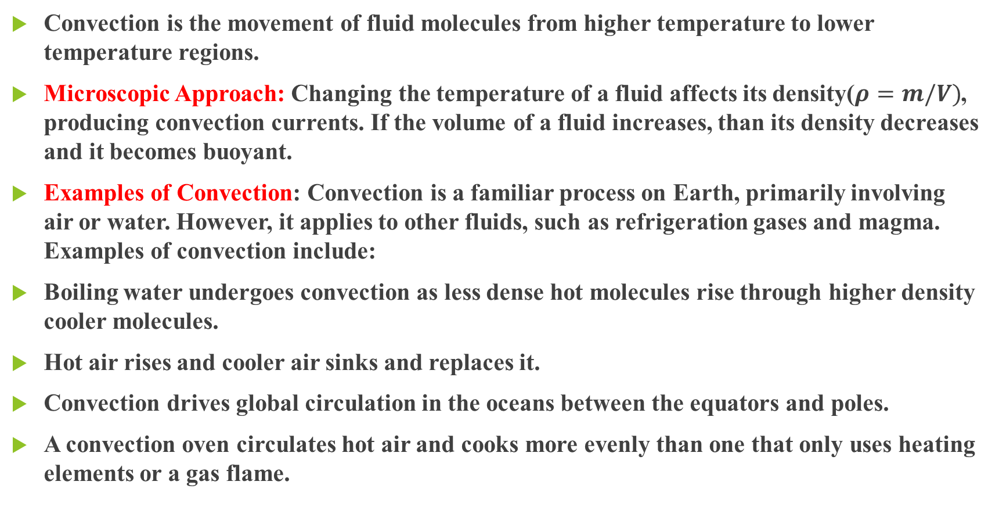 Convection is the movement of fluid molecules from higher temperature to lower
temperature regions.
Microscopic Approach: Changing the temperature of a fluid affects its density(ρ = m/V),
producing convection currents. If the volume of a fluid increases, than its density decreases
and it becomes buoyant.
Examples of Convection: Convection is a familiar process on Earth, primarily involving
air or water. However, it applies to other fluids, such as refrigeration gases and magma.
Examples of convection include:
Boiling water undergoes convection as less dense hot molecules rise through higher density
cooler molecules.
Hot air rises and cooler air sinks and replaces it.
Convection drives global circulation in the oceans between the equators and poles.
A convection oven circulates hot air and cooks more evenly than one that only uses heating
elements or a gas flame.